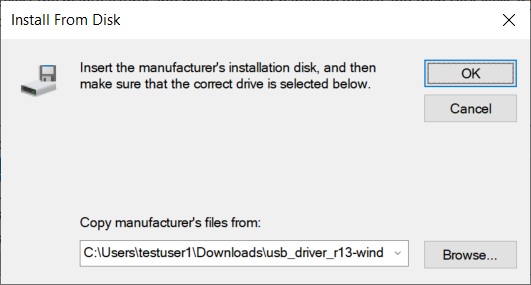 Install From Disk
Insert the manufacturer's installation disk, and then
make sure that the correct drive is selected below.
OK
Cancel
Copy manufacturer's files from:
C:\Users\testuser1\Downloads\usb_driver_r13-wind
Browse...